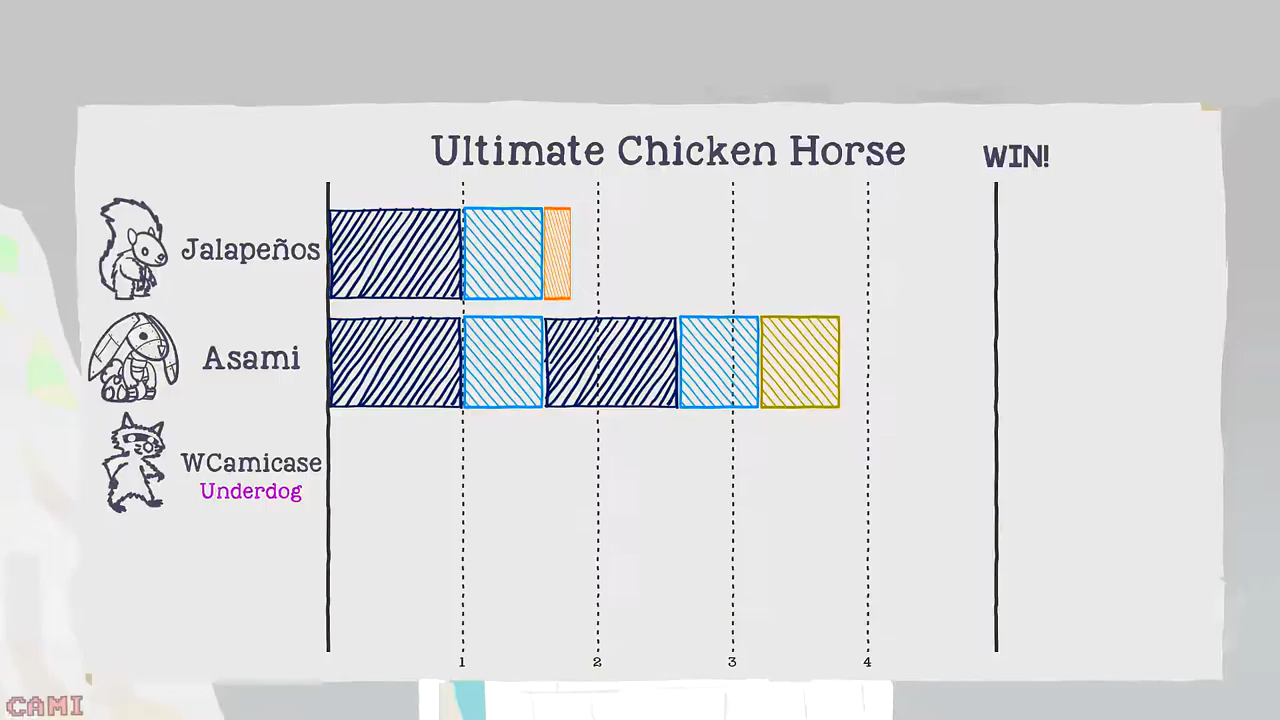 Ultimate Chicken Horse
WIN!
Jalapeños
Asami
WCamicase
Underdog
1 2 3 4
CAMI